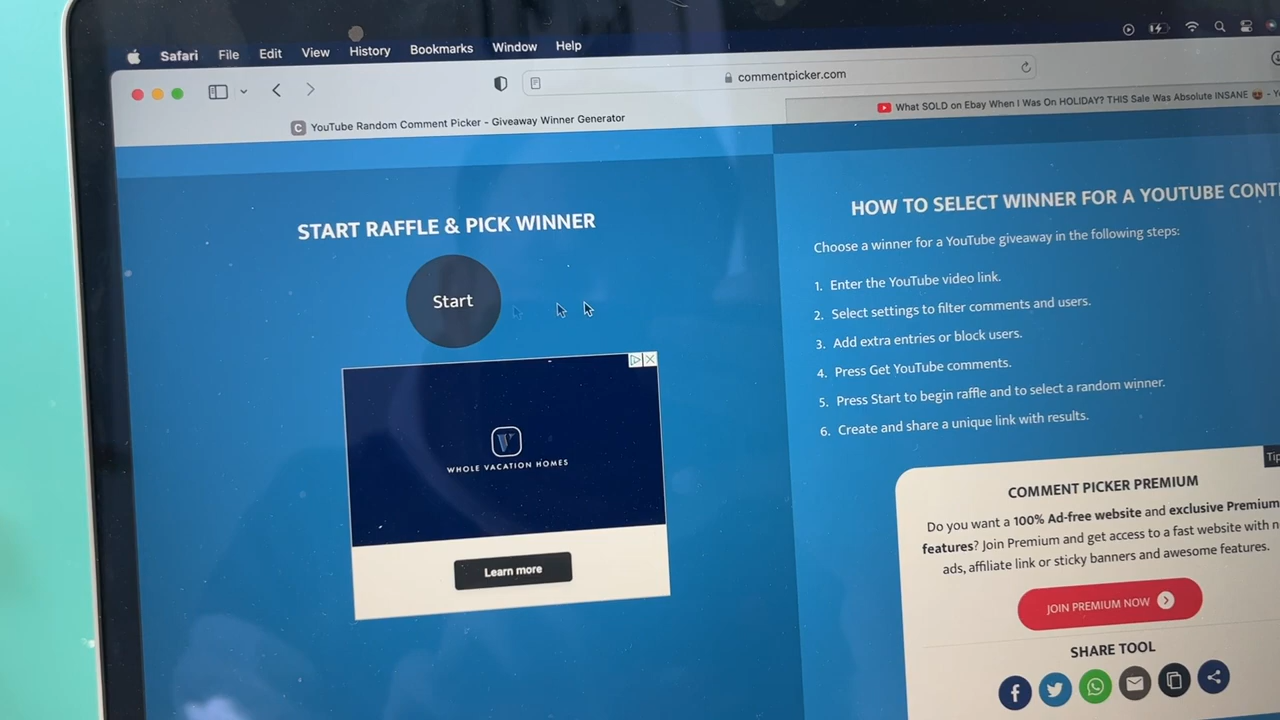 Safari File Edit View History Bookmarks Window Help
commentpicker.com
C YouTube Random Comment Picker - Giveaway Winner Generator
What SOLD on Ebay When I Was On HOLIDAY? THIS Sale Was Absolute INSANE 😍 - Y
START RAFFLE & PICK WINNER
Start
V
WHOLE VACATION HOMES
Learn more
HOW TO SELECT WINNER FOR A YOUTUBE CONT
Choose a winner for a YouTube giveaway in the following steps:
1. Enter the YouTube video link.
2. Select settings to filter comments and users.
3. Add extra entries or block users.
4. Press Get YouTube comments.
5. Press Start to begin raffle and to select a random winner.
6. Create and share a unique link with results.
Tip
COMMENT PICKER PREMIUM
Do you want a 100% Ad-free website and exclusive Premium
features? Join Premium and get access to a fast website with n
ads, affiliate link or sticky banners and awesome features.
JOIN PREMIUM NOW
SHARE TOOL